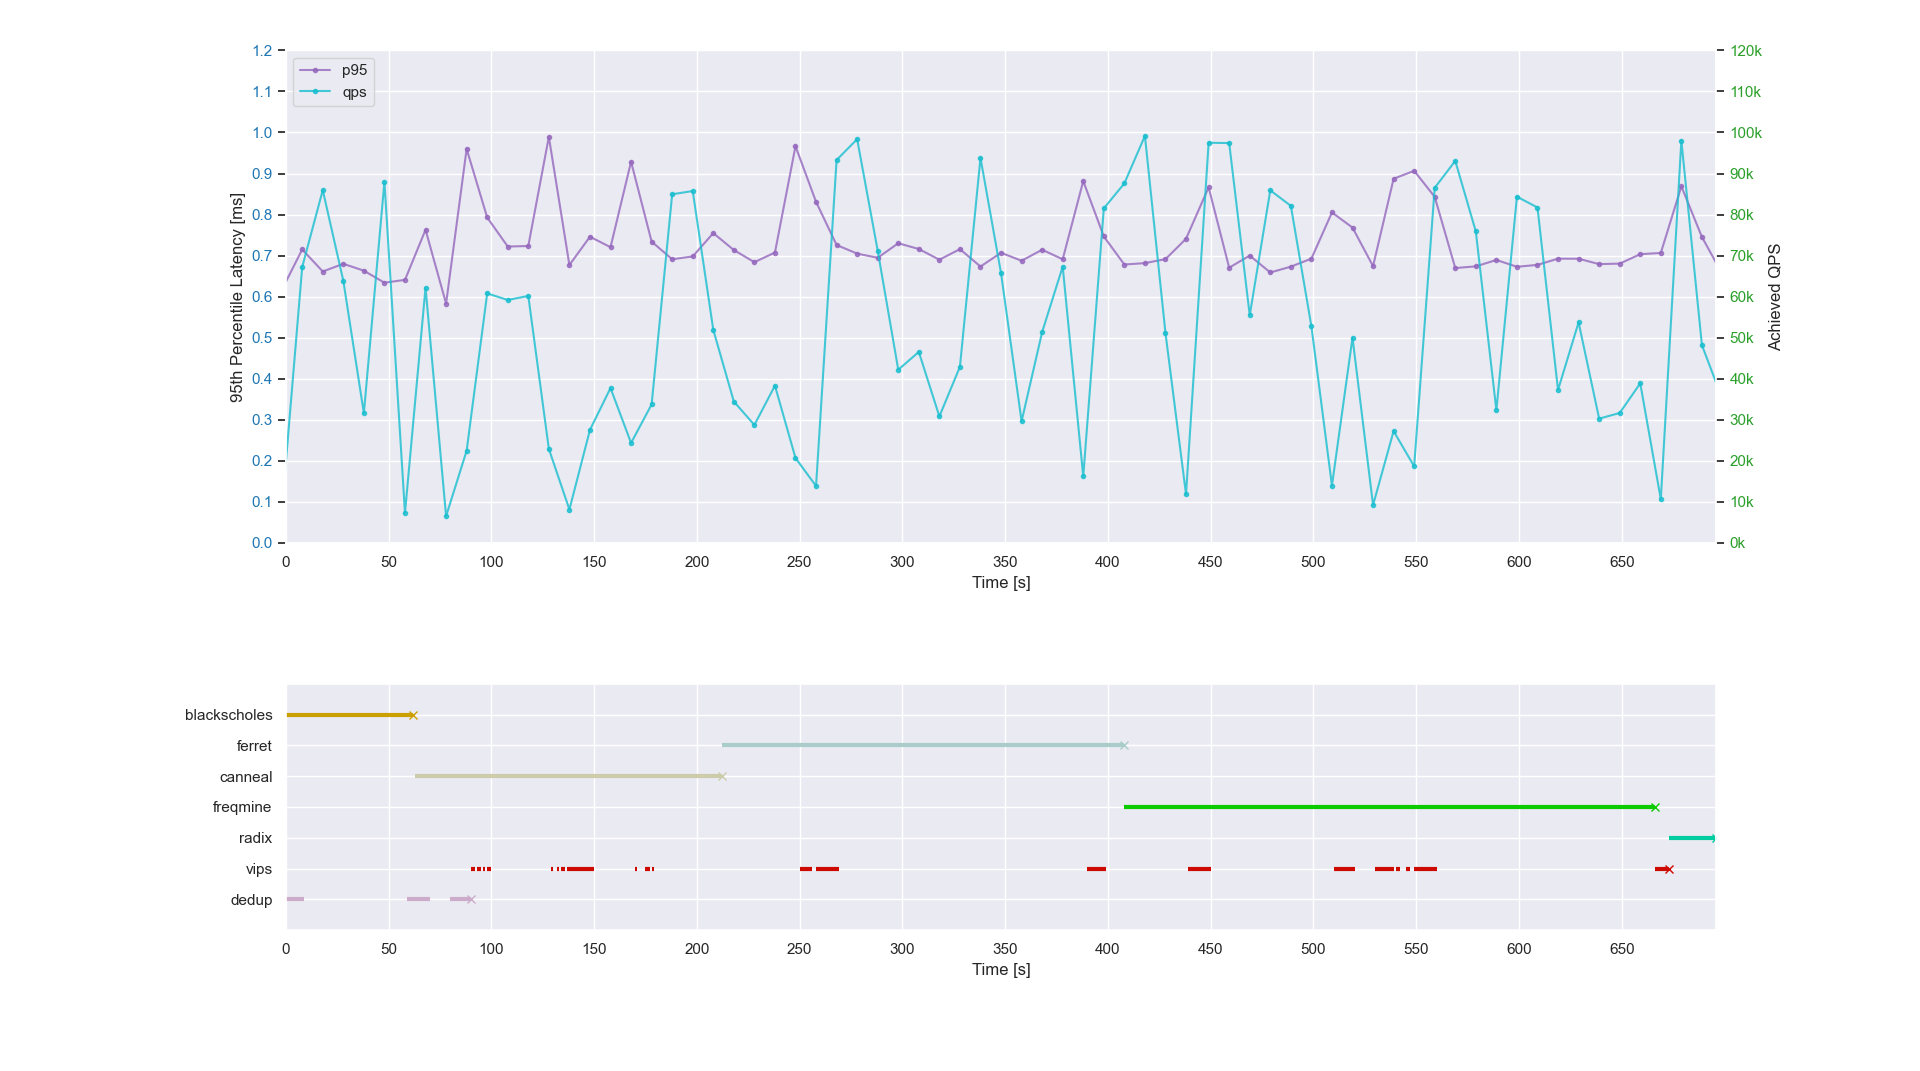 1.2
1.1
1.0
0.9
0.8
0.7
0.6
0.5
0.4
0.3
0.2
0.1
0.0
95th Percentile Latency [ms]
p95
qps
120k
110k
100k
90k
80k
70k
60k
50k
40k
30k
20k
10k
0k
Achieved QPS
0 50 100 150 200 250 300 350 400 450 500 550 600 650
Time [s]
blackscholes
ferret
canneal
freqmine
radix
vips
dedup
0 50 100 150 200 250 300 350 400 450 500 550 600 650
Time [s]